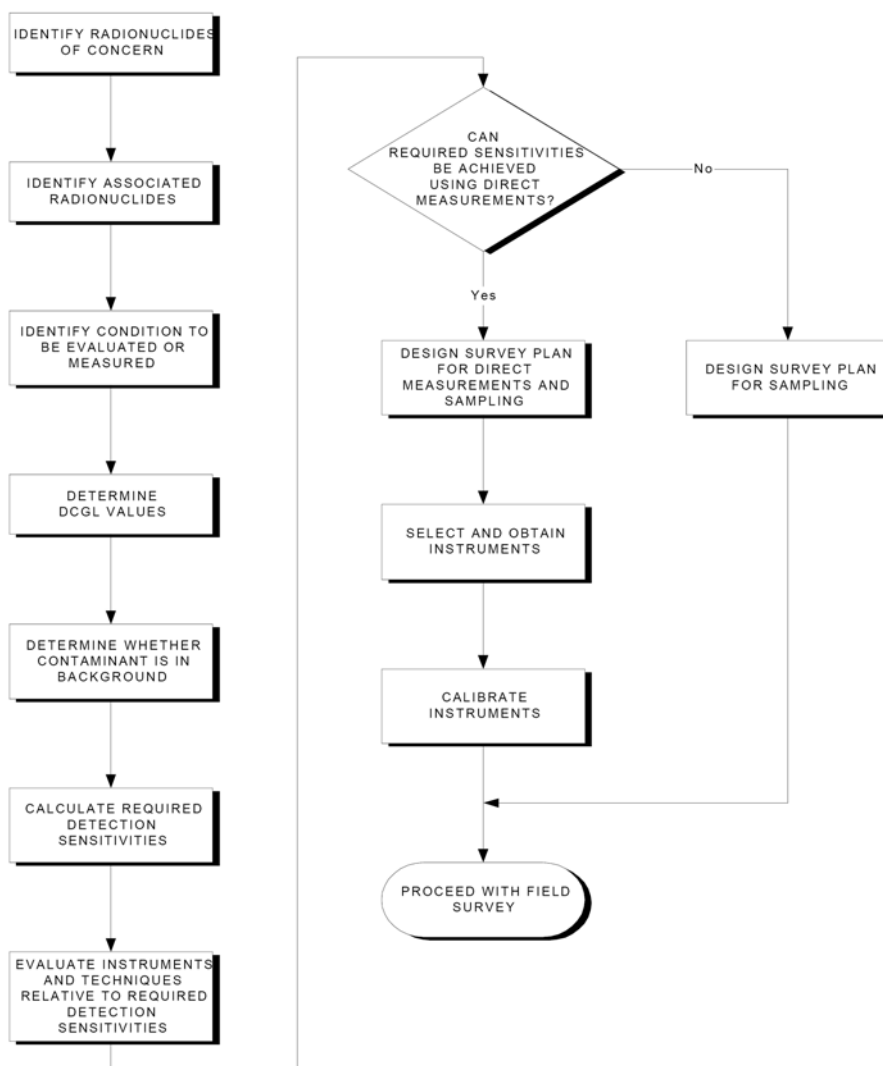 IDENTIFY RADIONUCLIDES
OF CONCERN
IDENTIFY ASSOCIATED
RADIONUCLIDES
IDENTIFY CONDITION TO
BE EVALUATED OR
MEASURED
DETERMINE
DCGL VALUES
DETERMINE WHETHER
CONTAMINANT IS IN
BACKGROUND
CALCULATE REQUIRED
DETECTION
SENSITIVITIES
EVALUATE INSTRUMENTS
AND TECHNIQUES
RELATIVE TO REQUIRED
DETECTION
SENSITIVITIES
CAN
REQUIRED SENSITIVITIES
BE ACHIEVED
USING DIRECT
MEASUREMENTS?
No
Yes
DESIGN SURVEY PLAN
FOR DIRECT
MEASUREMENTS AND
SAMPLING
DESIGN SURVEY PLAN
FOR SAMPLING
SELECT AND OBTAIN
INSTRUMENTS
CALIBRATE
INSTRUMENTS
PROCEED WITH FIELD
SURVEY